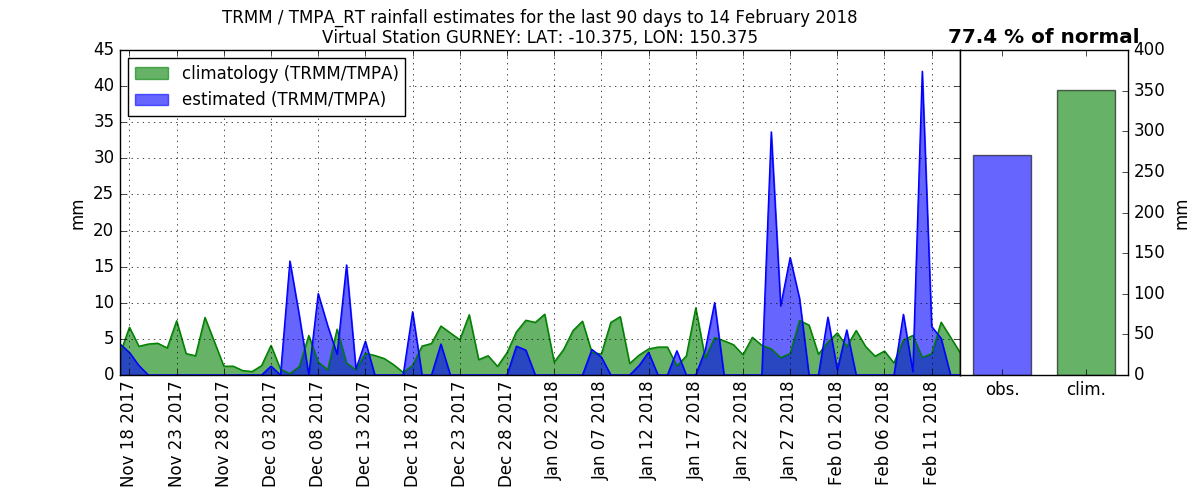 TRMM / TMPA_RT rainfall estimates for the last 90 days to 14 February 2018
Virtual Station GURNEY: LAT: -10.375, LON: 150.375
77.4 % of normal
climatology (TRMM/TMPA)
estimated (TRMM/TMPA)
45
40
35
30
25
20
15
10
5
0
mm
Nov 18 2017
Nov 23 2017
Nov 28 2017
Dec 03 2017
Dec 08 2017
Dec 13 2017
Dec 18 2017
Dec 23 2017
Dec 28 2017
Jan 02 2018
Jan 07 2018
Jan 12 2018
Jan 17 2018
Jan 22 2018
Jan 27 2018
Feb 01 2018
Feb 06 2018
Feb 11 2018
obs.
clim.
400
350
300
250
200
150
100
50
0
mm